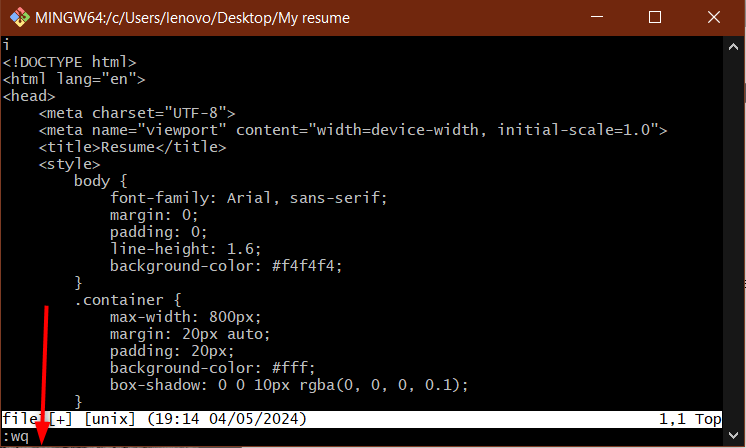 MINGW64:/c/Users/lenovo/Desktop/My resume
i
<!DOCTYPE html>
<html lang="en">
<head>
    <meta charset="UTF-8">
    <meta name="viewport" content="width=device-width, initial-scale=1.0">
    <title>Resume</title>
    <style>
        body {
            font-family: Arial, sans-serif;
            margin: 0;
            padding: 0;
            line-height: 1.6;
            background-color: #f4f4f4;
        }
        .container {
            max-width: 800px;
            margin: 20px auto;
            padding: 20px;
            background-color: #fff;
            box-shadow: 0 0 10px rgba(0, 0, 0, 0.1);
        }
[+] [unix] (19:14 04/05/2024) 1,1 Top
:wq